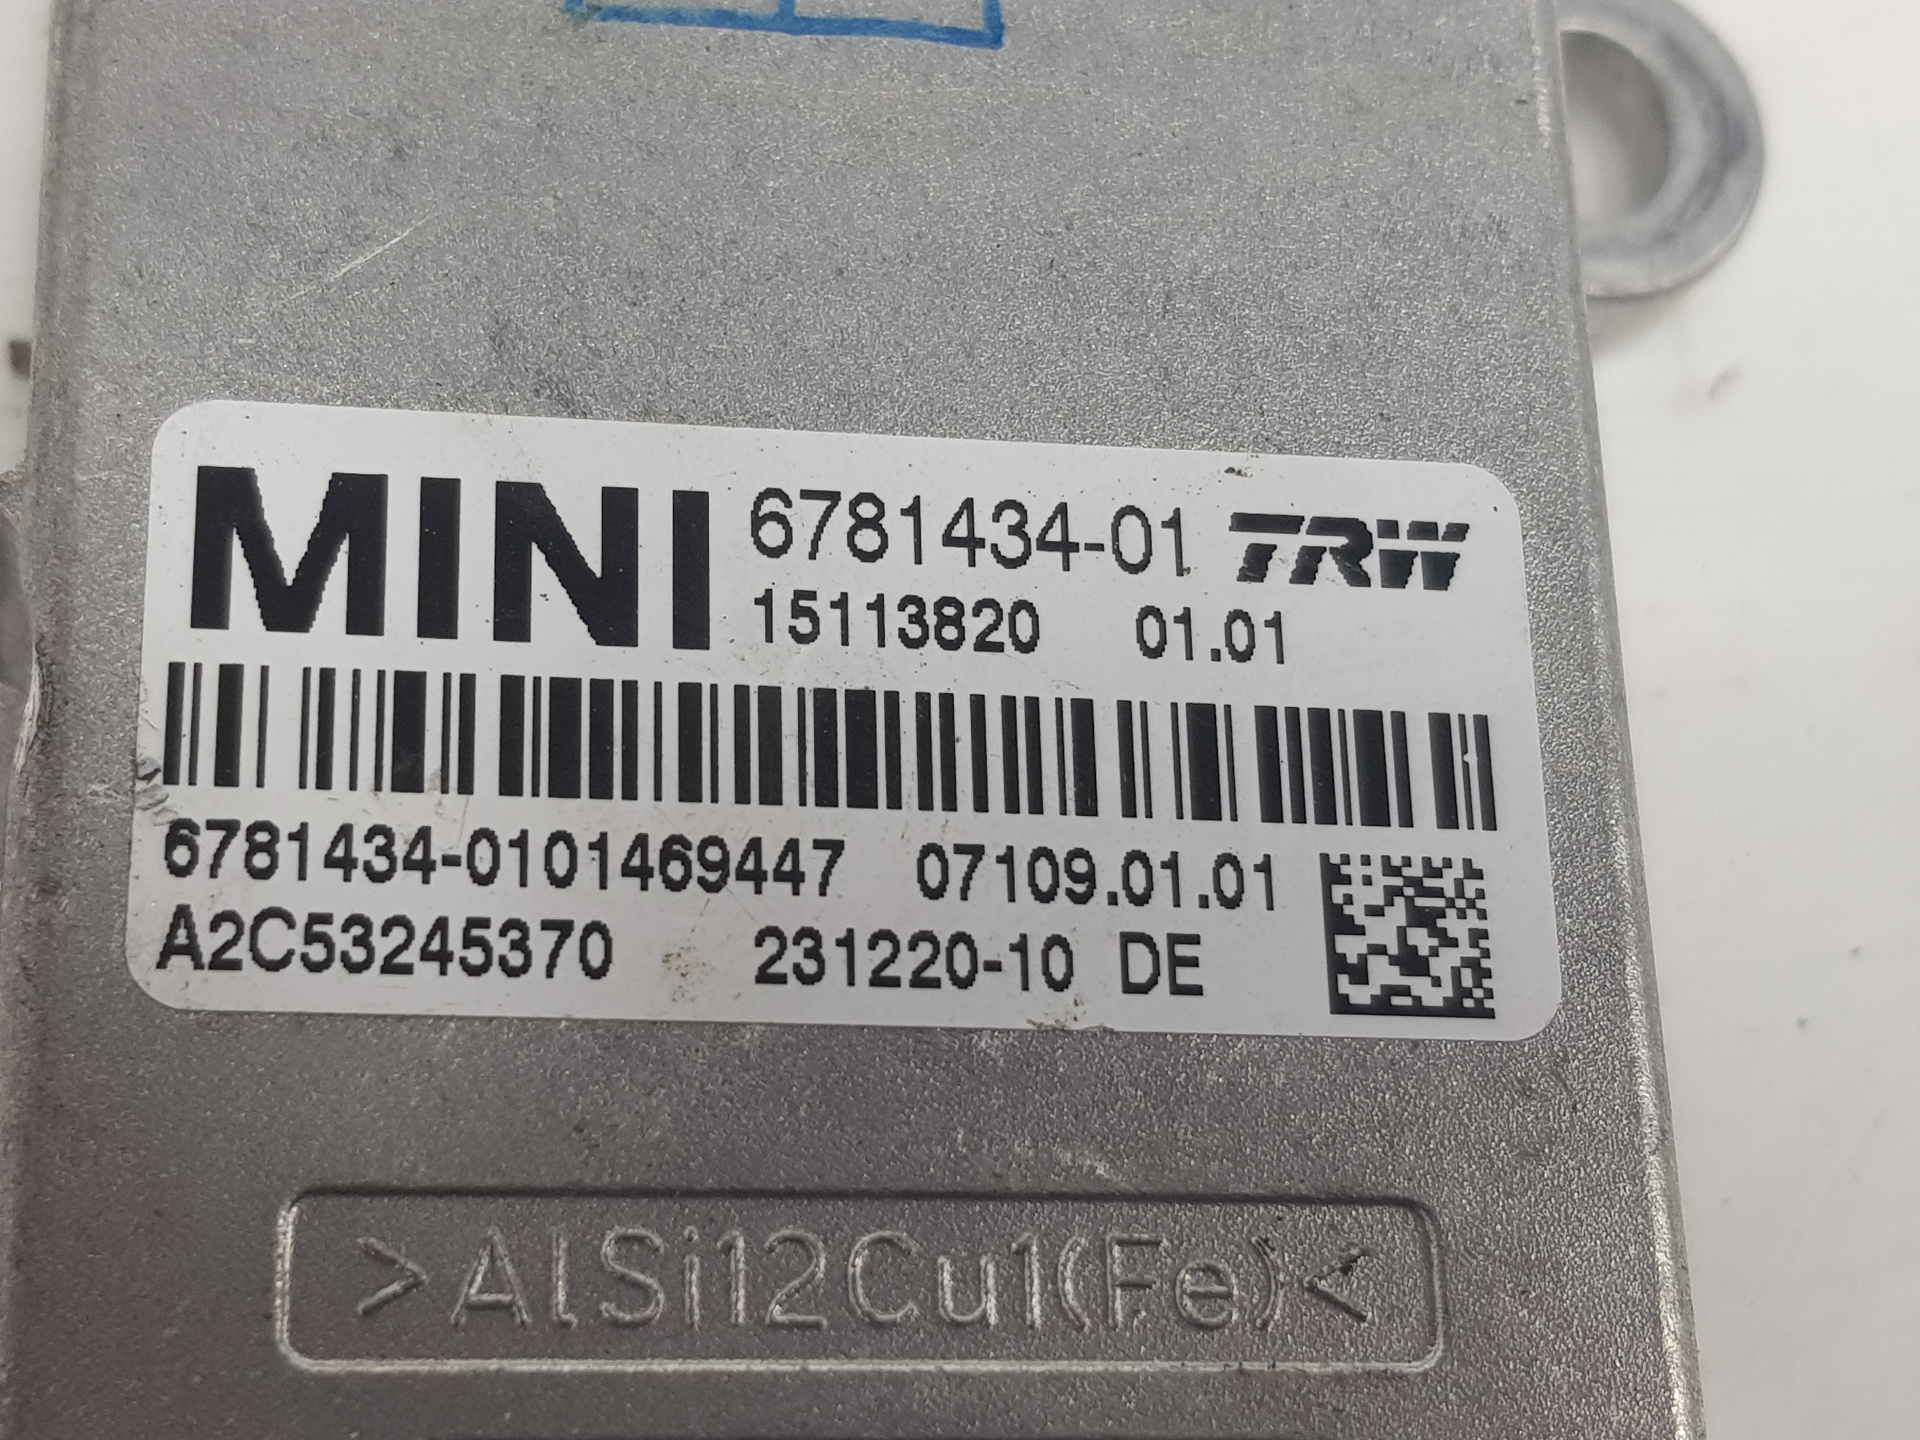 MINI 6781434-01 TRW
15113820 01.01
6781434-0101469447 07109.01.01
A2C53245370 231220-10 DE
>AlSi12Cu1(Fe)<